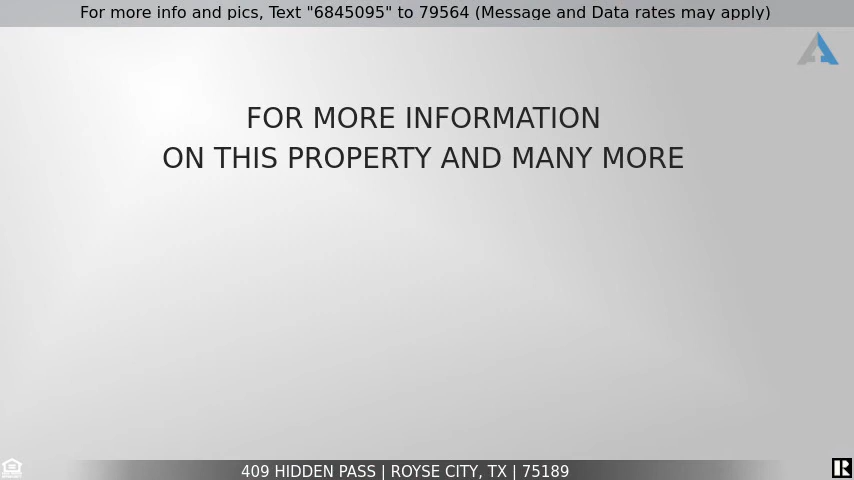 For more info and pics, Text "6845095" to 79564 (Message and Data rates may apply)
FOR MORE INFORMATION
ON THIS PROPERTY AND MANY MORE
409 HIDDEN PASS | ROYSE CITY, TX | 75189